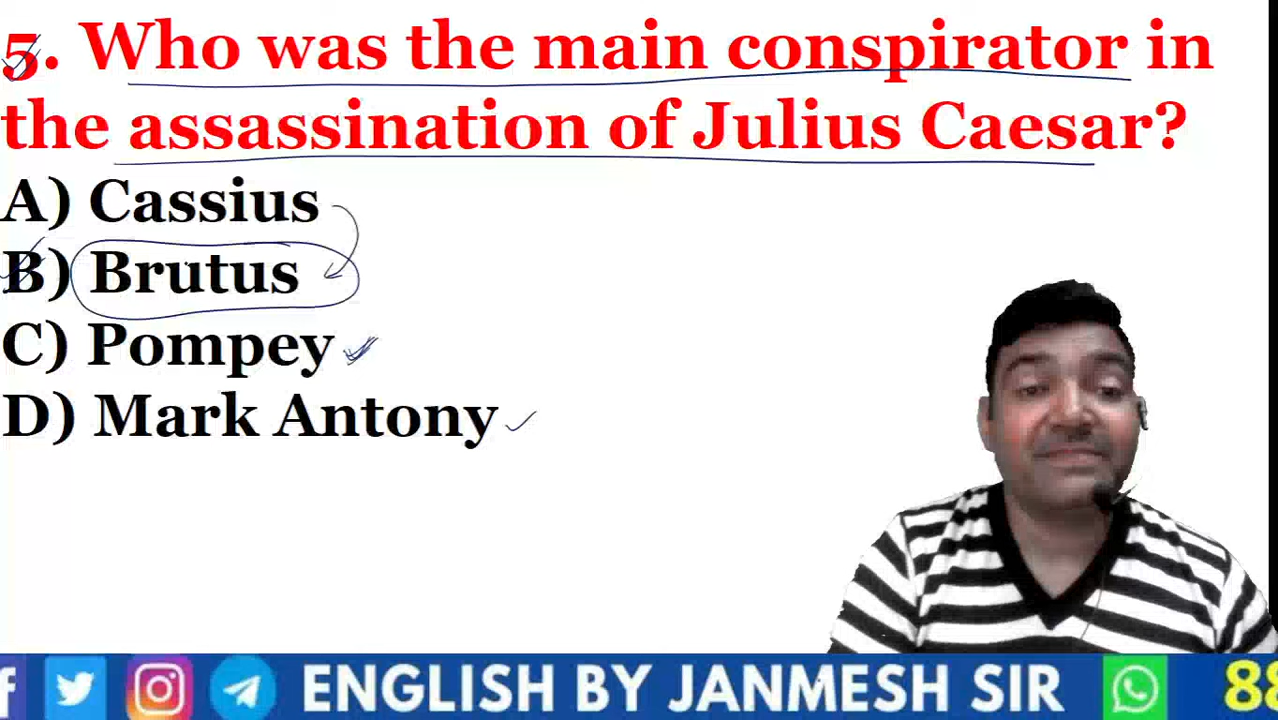 5. Who was the main conspirator in
the assassination of Julius Caesar?
A) Cassius
B) Brutus
C) Pompey
D) Mark Antony
ENGLISH BY JANMESH SIR 88